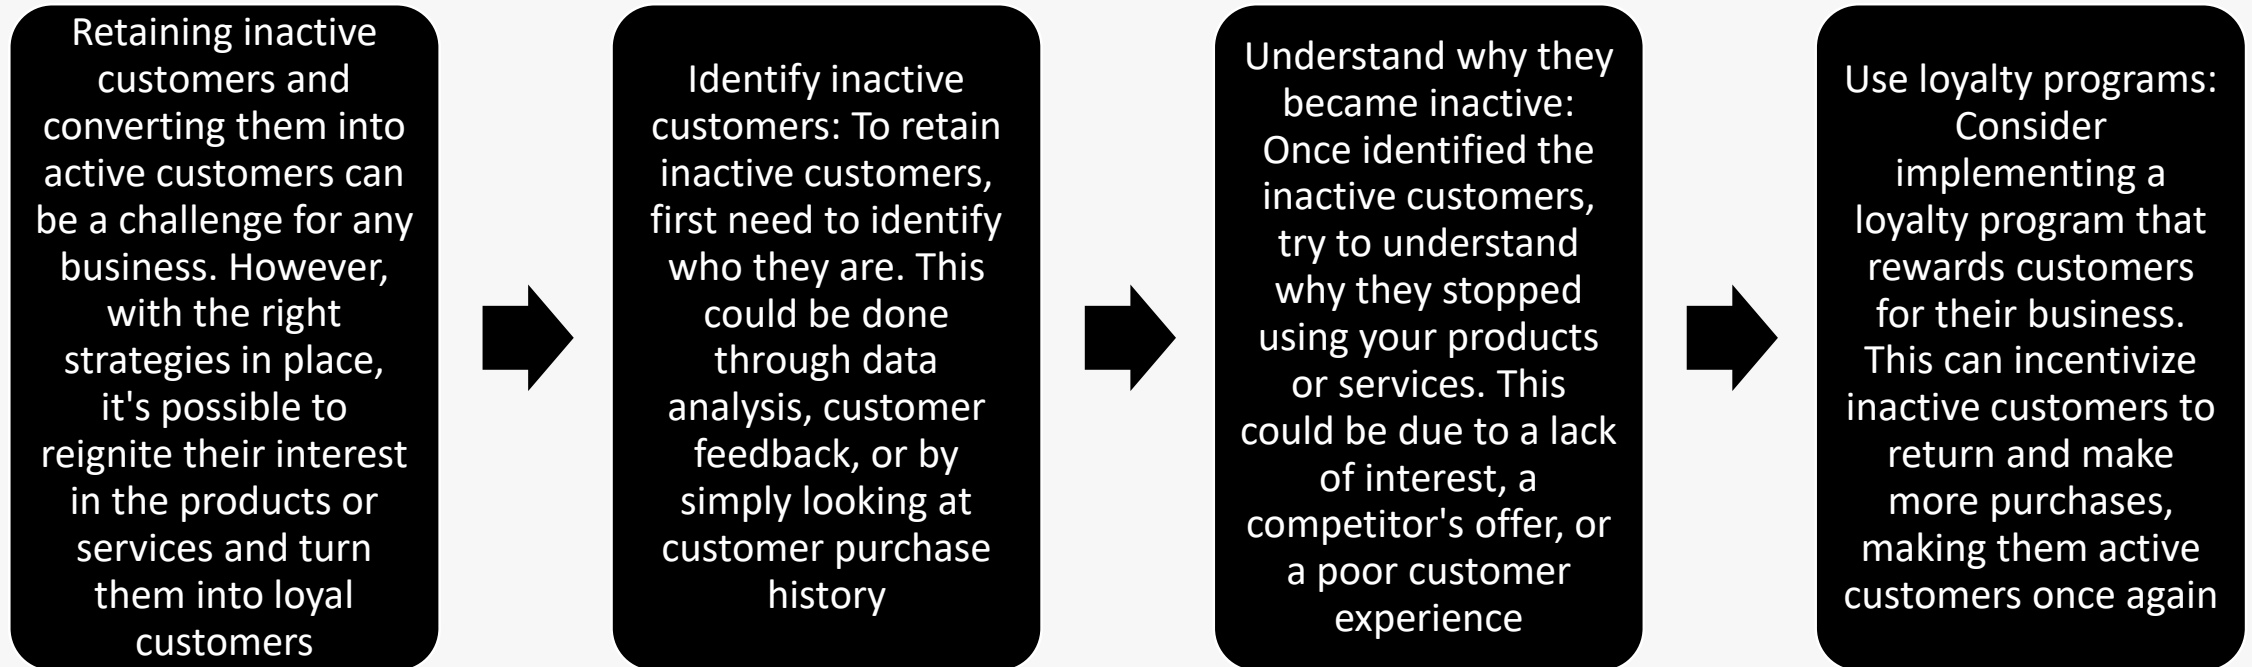 Retaining inactive
customers and
converting them into
active customers can
be a challenge for any
business. However,
with the right
strategies in place,
it's possible to
reignite their interest
in the products or
services and turn
them into loyal
customers
Identify inactive
customers: To retain
inactive customers,
first need to identify
who they are. This
could be done
through data
analysis, customer
feedback, or by
simply looking at
customer purchase
history
Understand why they
became inactive:
Once identified the
inactive customers,
try to understand
why they stopped
using your products
or services. This
could be due to a lack
of interest, a
competitor's offer, or
a poor customer
experience
Use loyalty programs:
Consider
implementing a
loyalty program that
rewards customers
for their business.
This can incentivize
inactive customers to
return and make
more purchases,
making them active
customers once again